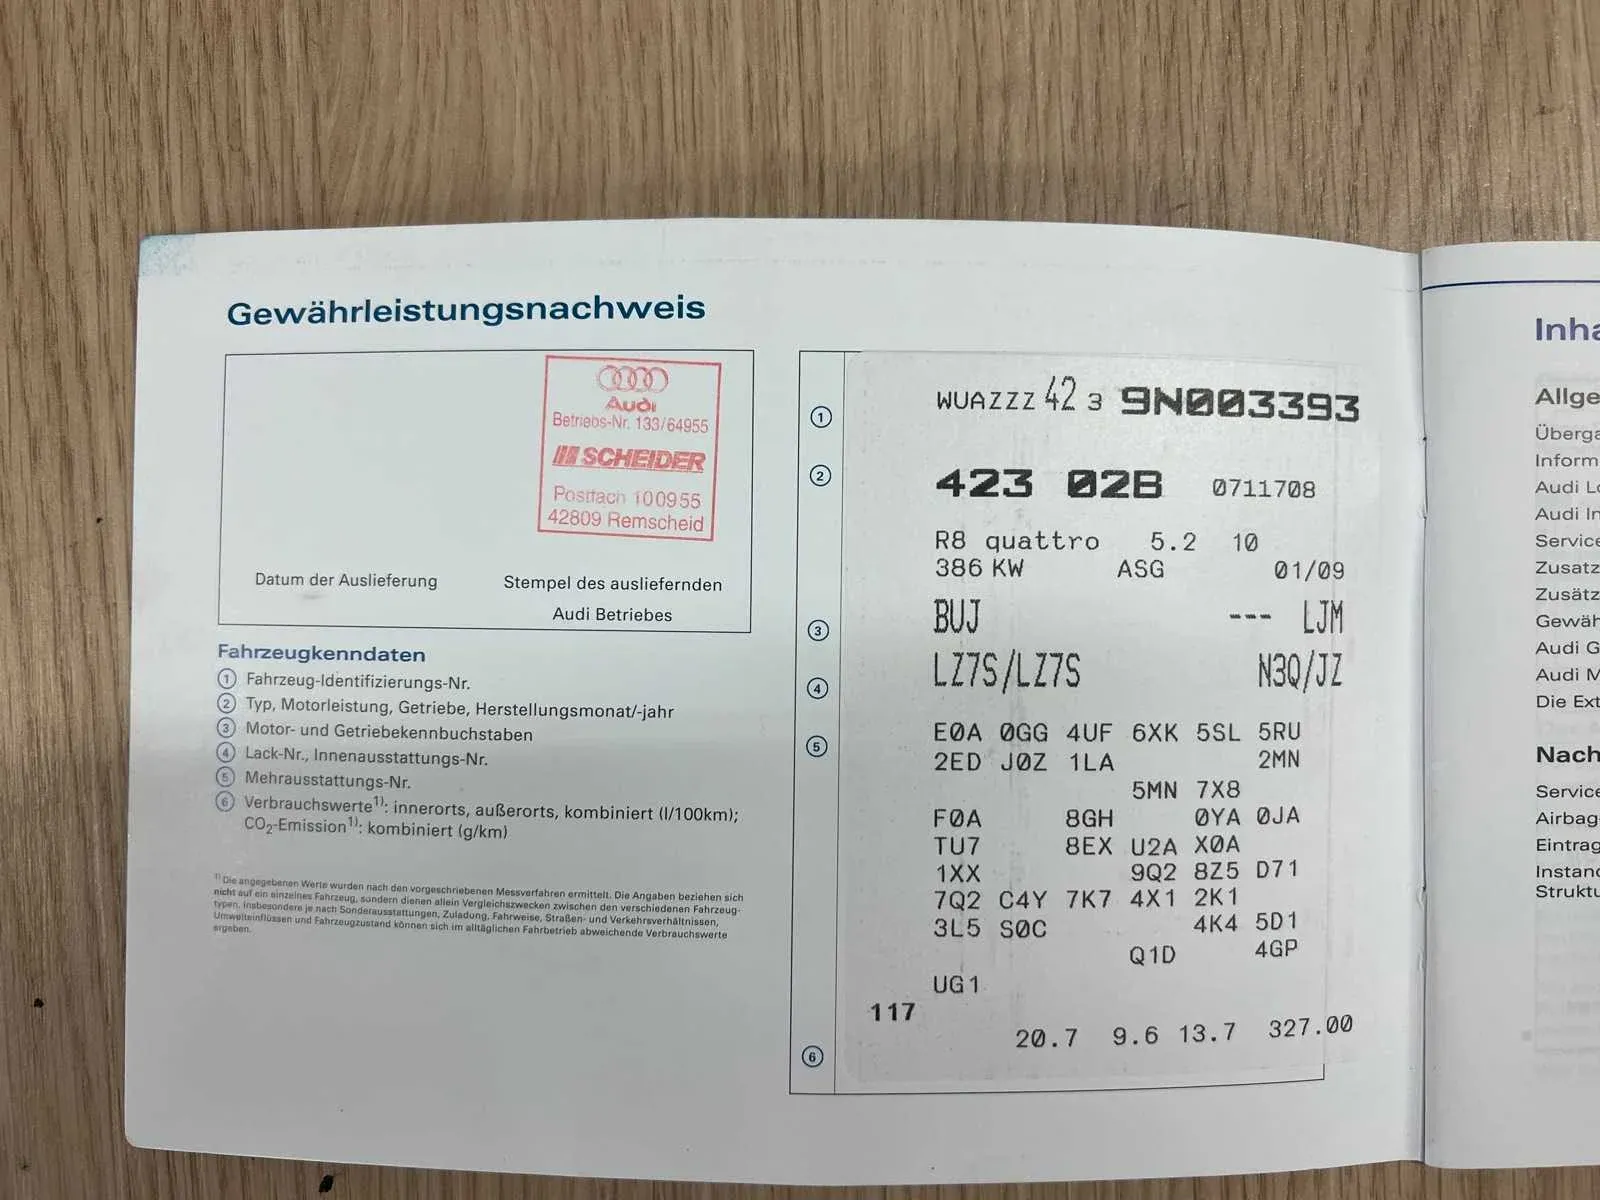 Gewährleistungsnachweis
Audi
Betriebs-Nr. 133/64955
SCHEIDER
Postfach 100955
42809 Remscheid
Datum der Auslieferung
Stempel des ausliefernden
Audi Betriebes
Fahrzeugkenndaten
1 Fahrzeug-Identifizierungs-Nr.
2 Typ, Motorleistung, Getriebe, Herstellungsmonat/-jahr
3 Motor- und Getriebekennbuchstaben
4 Lack-Nr., Innenausstattungs-Nr.
5 Mehrausstattungs-Nr.
6 Verbrauchswerte1): innerorts, außerorts, kombiniert (l/100km);
CO2-Emission1): kombiniert (g/km)
1) Die angegebenen Werte wurden nach den vorgeschriebenen Messverfahren ermittelt. Die Angaben beziehen sich
nicht auf ein einzelnes Fahrzeug, sondern dienen allein Vergleichszwecken zwischen den verschiedenen Fahrzeug-
typen. Insbesondere je nach Sonderausstattungen, Zuladung, Fahrweise, Straßen- und Verkehrsverhältnissen,
Umwelteinflüssen und Fahrzeugzustand können sich im alltäglichen Fahrbetrieb abweichende Verbrauchswerte
ergeben.
1 WUAZZZ 42 3 9N003393
2 423 02B 0711708
R8 quattro 5.2 10
386 KW ASG 01/09
3 BUJ --- LJM
4 LZ7S/LZ7S N3Q/JZ
5 E0A 0GG 4UF 6XK 5SL 5RU
2ED J0Z 1LA 2MN
5MN 7X8
F0A 8GH 0YA 0JA
TU7 8EX U2A X0A
1XX 9Q2 8Z5 D71
7Q2 C4Y 7K7 4X1 2K1
3L5 S0C 4K4 5D1
Q1D 4GP
UG1
117
6 20.7 9.6 13.7 327.00
Inha
Allge
Überga
Inform
Audi Lo
Audi In
Service
Zusatz
Zusätz
Gewäh
Audi G
Audi M
Die Ext
Nach
Service
Airbag
Eintrag
Instand
Struktu